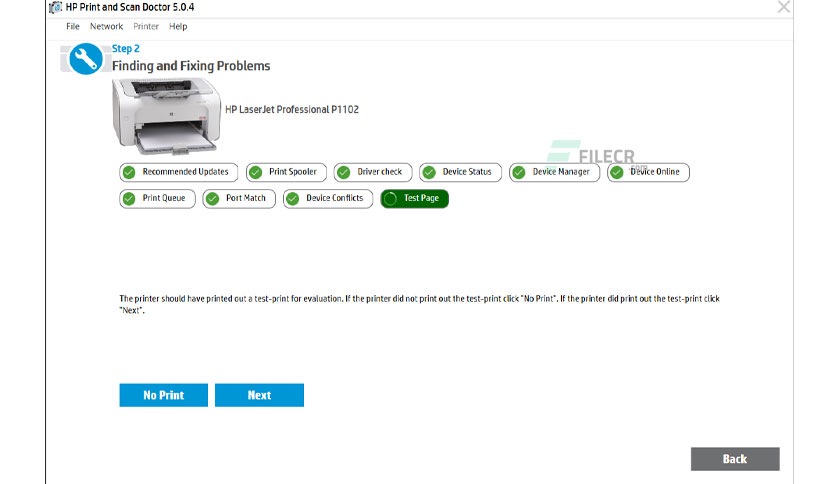 HP Print and Scan Doctor 5.0.4
File Network Printer Help
Step 2
Finding and Fixing Problems
HP LaserJet Professional P1102
FILECR
.com
Recommended Updates Print Spooler Driver check Device Status Device Manager Device Online
Print Queue Port Match Device Conflicts Test Page
The printer should have printed out a test-print for evaluation. If the printer did not print out the test-print click "No Print". If the printer did print out the test-print click
"Next".
No Print Next
Back